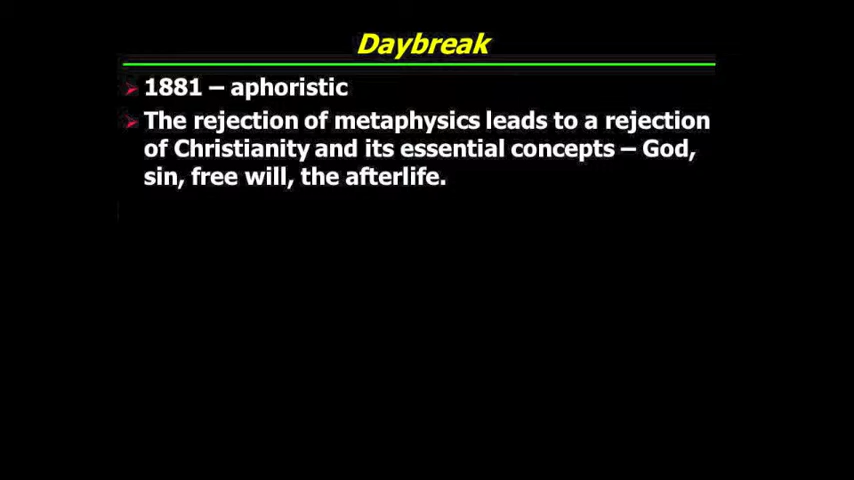 Daybreak
1881 – aphoristic
The rejection of metaphysics leads to a rejection
of Christianity and its essential concepts – God,
sin, free will, the afterlife.